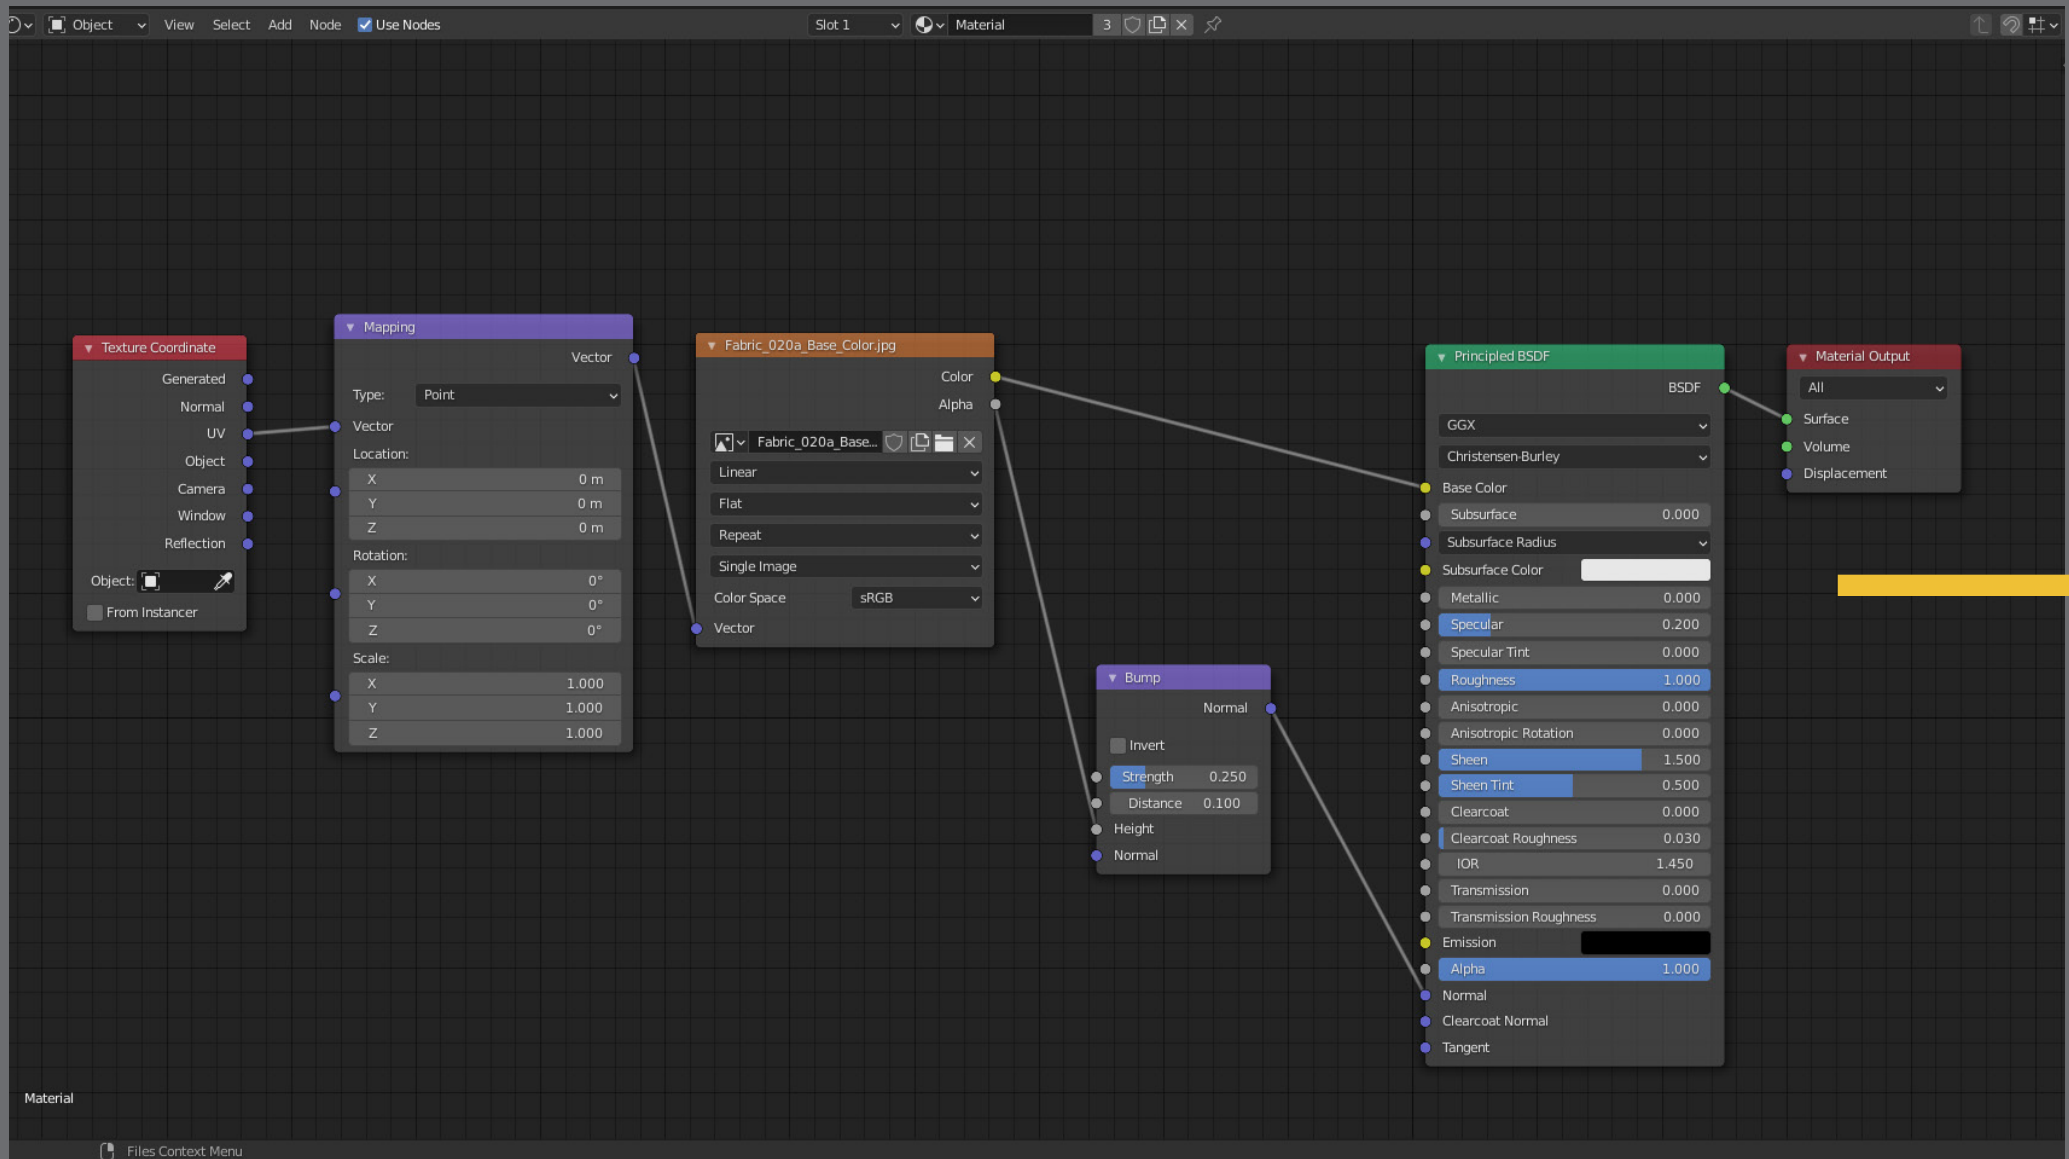 Object View Select Add Node Use Nodes Slot 1 Material 3
Texture Coordinate
Generated
Normal
UV
Object
Camera
Window
Reflection
Object:
From Instancer
Mapping
Vector
Type: Point
Vector
Location:
X 0 m
Y 0 m
Z 0 m
Rotation:
X 0°
Y 0°
Z 0°
Scale:
X 1.000
Y 1.000
Z 1.000
Fabric_020a_Base_Color.jpg
Color
Alpha
Fabric_020a_Base...
Linear
Flat
Repeat
Single Image
Color Space sRGB
Vector
Bump
Normal
Invert
Strength 0.250
Distance 0.100
Height
Normal
Principled BSDF
BSDF
GGX
Christensen-Burley
Base Color
Subsurface 0.000
Subsurface Radius
Subsurface Color
Metallic 0.000
Specular 0.200
Specular Tint 0.000
Roughness 1.000
Anisotropic 0.000
Anisotropic Rotation 0.000
Sheen 1.500
Sheen Tint 0.500
Clearcoat 0.000
Clearcoat Roughness 0.030
IOR 1.450
Transmission 0.000
Transmission Roughness 0.000
Emission
Alpha 1.000
Normal
Clearcoat Normal
Tangent
Material Output
All
Surface
Volume
Displacement
Material
Files Context Menu